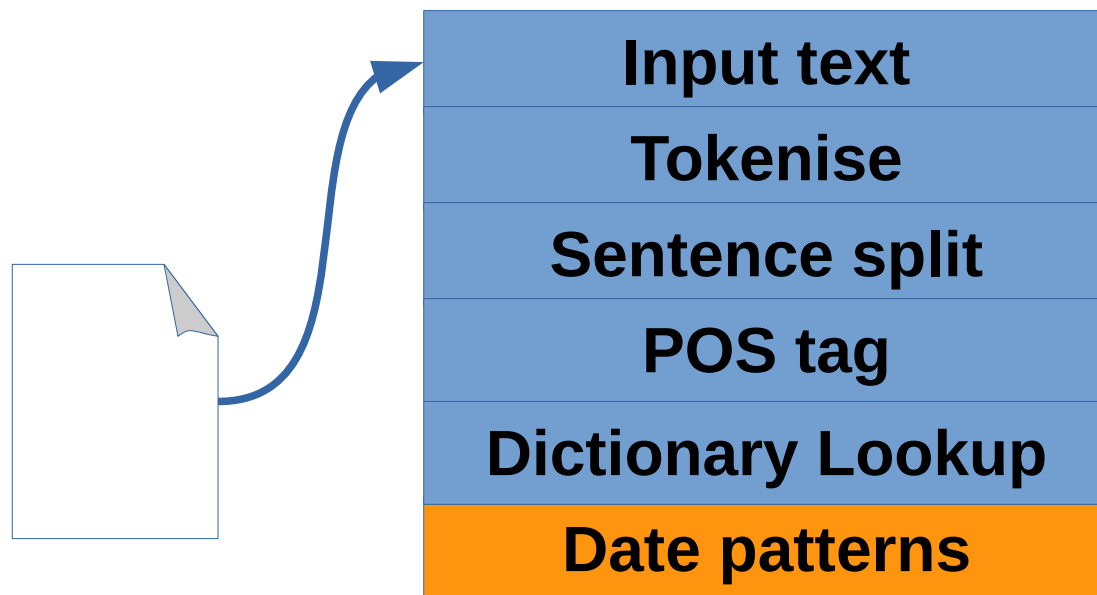 Input text
Tokenise
Sentence split
POS tag
Dictionary Lookup
Date patterns